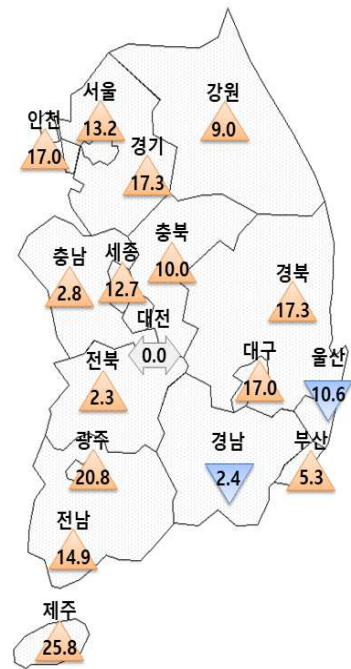 서울
13.2
강원
9.0
인천
17.0
경기
17.3
충북
10.0
세종
12.7
충남
2.8
경북
17.3
대전
0.0
대구
17.0
울산
10.6
전북
2.3
광주
20.8
경남
2.4
부산
5.3
전남
14.9
제주
25.8